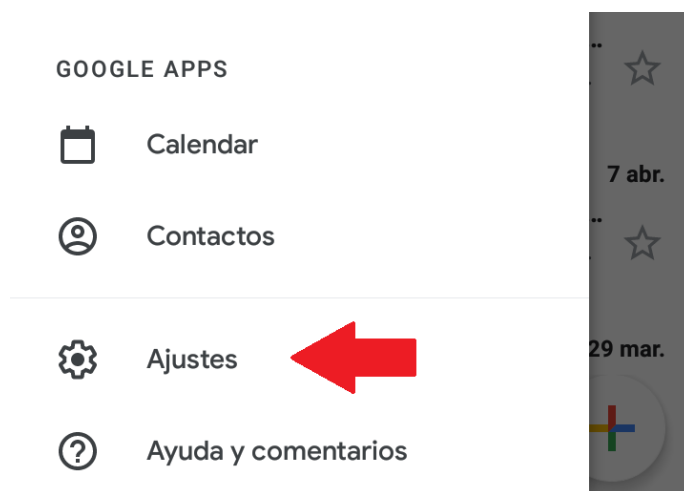 GOOGLE APPS
Calendar
7 abr.
Contactos
Ajustes
29 mar.
Ayuda y comentarios